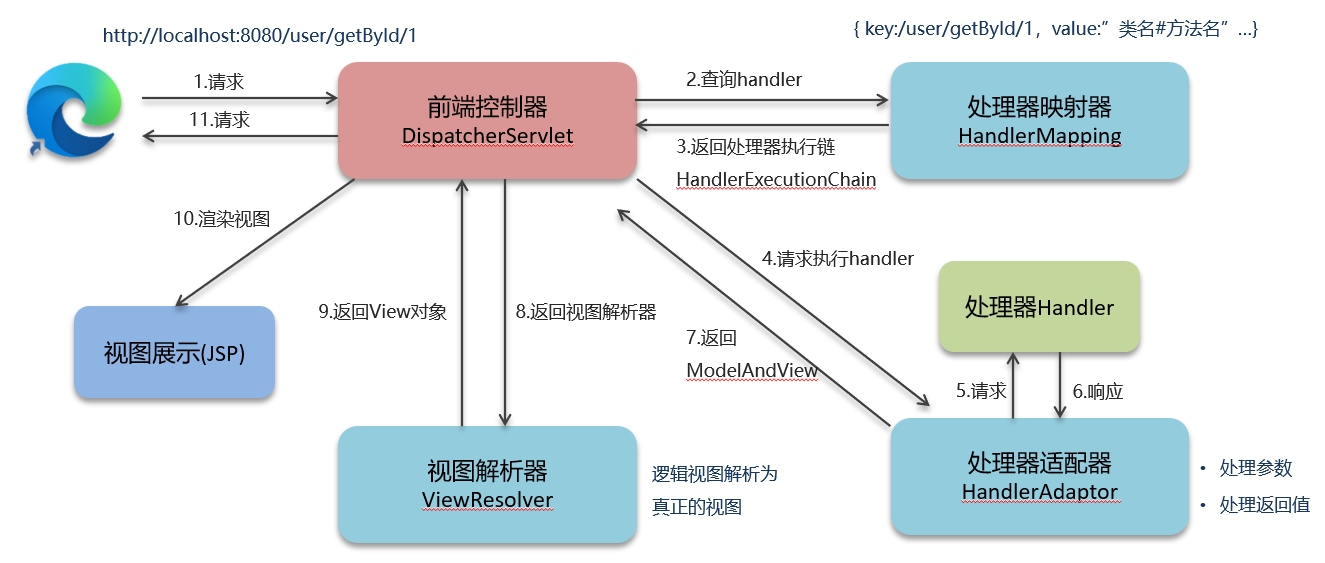 http://localhost:8080/user/getById/1
{ key:/user/getById/1，value:”类名#方法名”…}
1.请求
11.请求
前端控制器
DispatcherServlet
2.查询handler
3.返回处理器执行链
HandlerExecutionChain
处理器映射器
HandlerMapping
10.渲染视图
4.请求执行handler
处理器Handler
9.返回View对象
8.返回视图解析器
7.返回
ModelAndView
视图展示(JSP)
5.请求
6.响应
视图解析器
ViewResolver
逻辑视图解析为
真正的视图
处理器适配器
HandlerAdaptor
• 处理参数
• 处理返回值